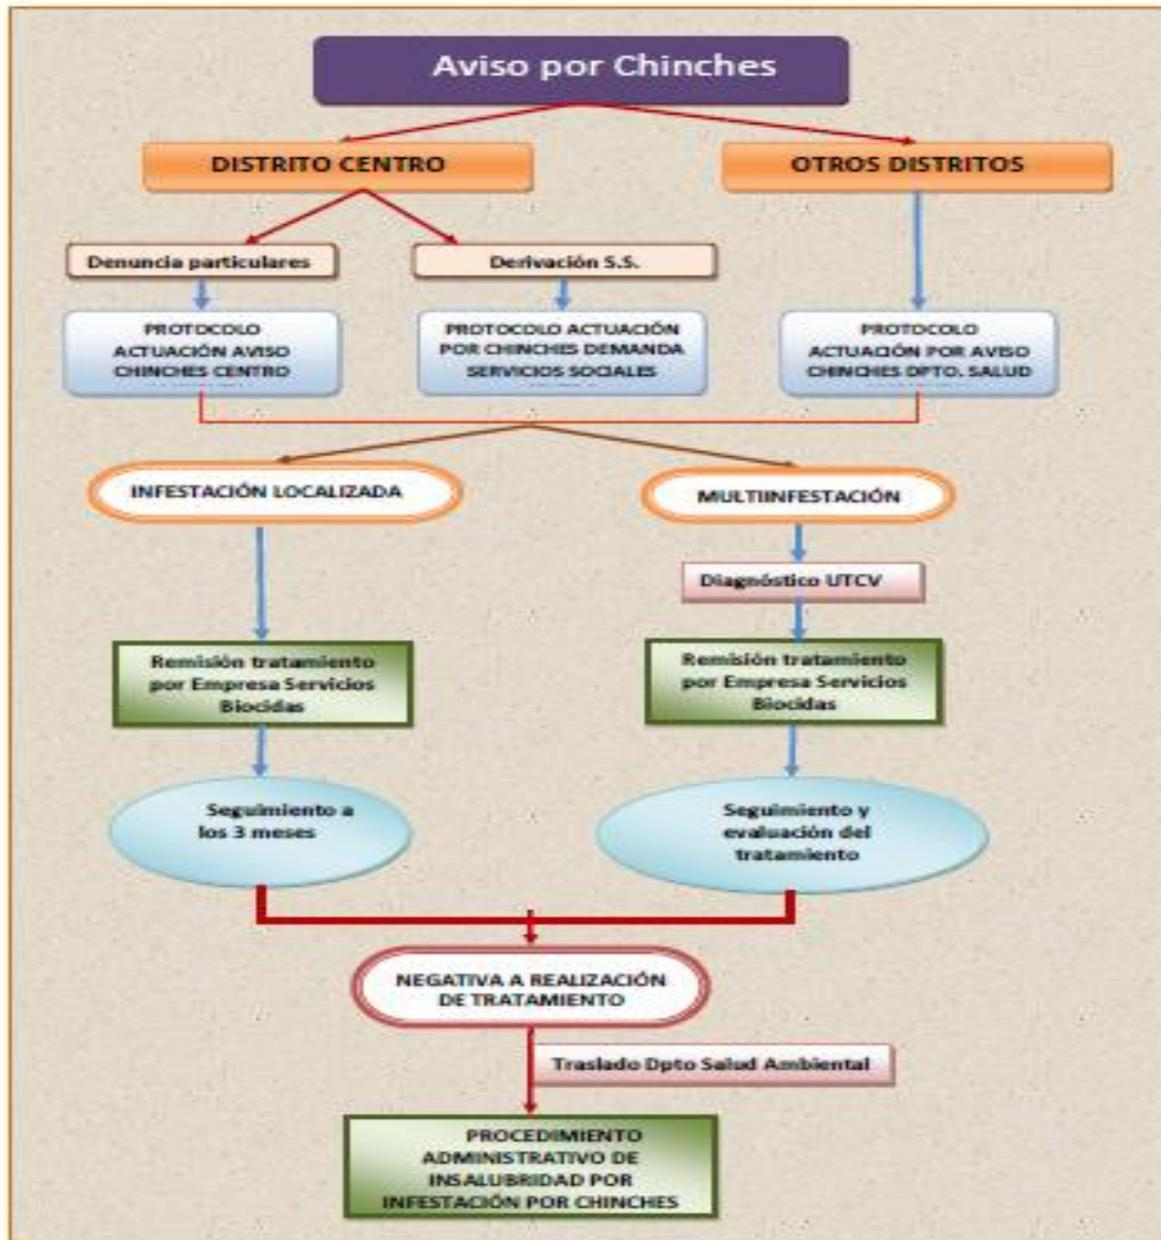 Aviso por Chinches
DISTRITO CENTRO
OTROS DISTRITOS
Denuncia particulares
Derivación S.S.
PROTOCOLO
ACTUACIÓN AVISO
CHINCHES CENTRO
PROTOCOLO ACTUACIÓN
POR CHINCHES DEMANDA
SERVICIOS SOCIALES
PROTOCOLO
ACTUACIÓN POR AVISO
CHINCHES DPTO. SALUD
INFESTACIÓN LOCALIZADA
MULTIINFESTACIÓN
Diagnóstico UTCV
Remisión tratamiento
por Empresa Servicios
Biocidas
Remisión tratamiento
por Empresa Servicios
Biocidas
Seguimiento a
los 3 meses
Seguimiento y
evaluación del
tratamiento
NEGATIVA A REALIZACIÓN
DE TRATAMIENTO
Traslado Dpto Salud Ambiental
PROCEDIMIENTO
ADMINISTRATIVO DE
INSALUBRIDAD POR
INFESTACIÓN POR CHINCHES